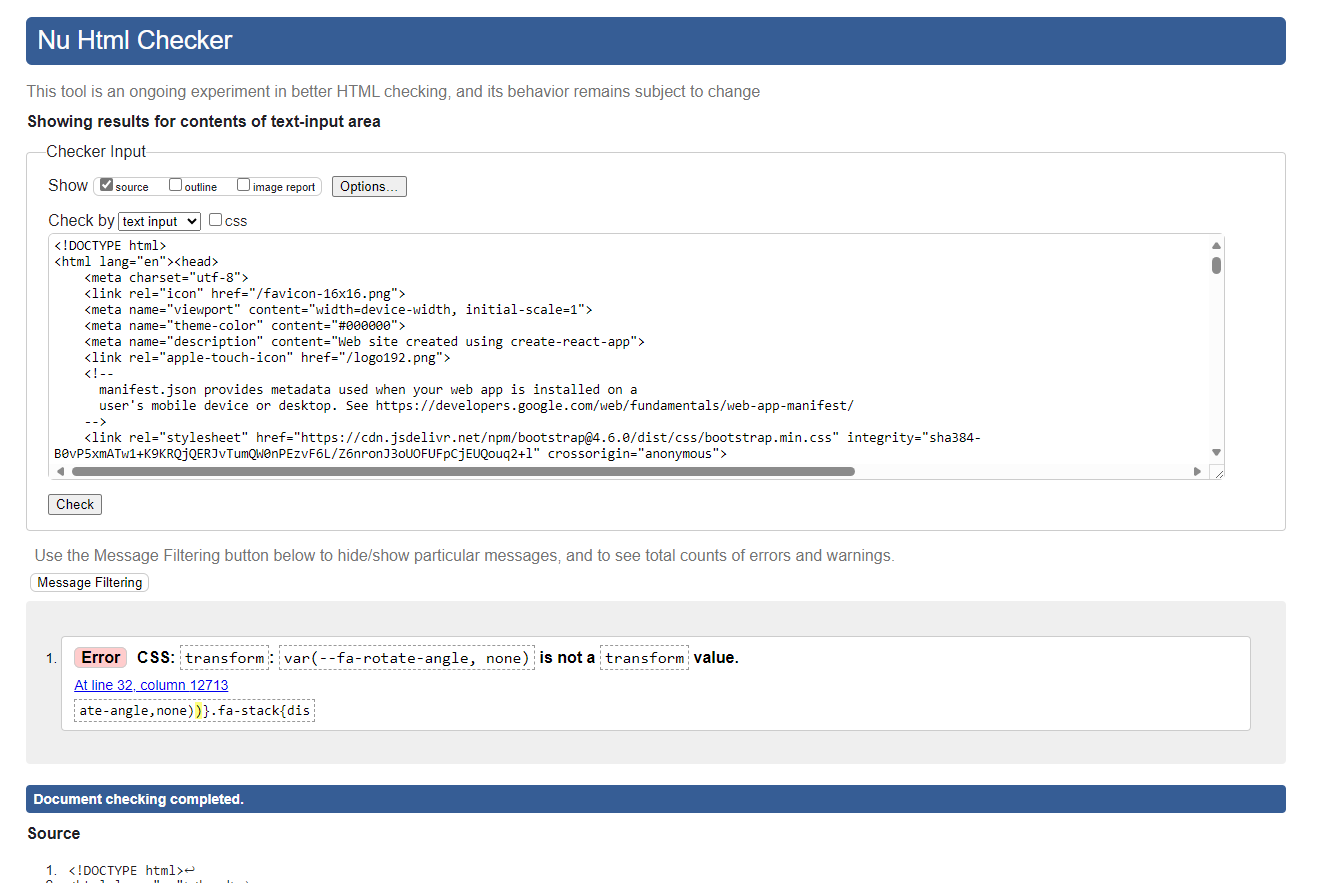 Nu Html Checker
This tool is an ongoing experiment in better HTML checking, and its behavior remains subject to change
Showing results for contents of text-input area
Checker Input
Show source outline image report Options...
Check by text input css
<!DOCTYPE html>
<html lang="en"><head>
    <meta charset="utf-8">
    <link rel="icon" href="/favicon-16x16.png">
    <meta name="viewport" content="width=device-width, initial-scale=1">
    <meta name="theme-color" content="#000000">
    <meta name="description" content="Web site created using create-react-app">
    <link rel="apple-touch-icon" href="/logo192.png">
    <!--
      manifest.json provides metadata used when your web app is installed on a
      user's mobile device or desktop. See https://developers.google.com/web/fundamentals/web-app-manifest/
    -->
    <link rel="stylesheet" href="https://cdn.jsdelivr.net/npm/bootstrap@4.6.0/dist/css/bootstrap.min.css" integrity="sha384-
B0vP5xmATw1+K9KRQjQERJvTumQW0nPEzvF6L/Z6nronJ3oUOFUFpCjEUQouq2+l" crossorigin="anonymous">
Check
Use the Message Filtering button below to hide/show particular messages, and to see total counts of errors and warnings.
Message Filtering
1. Error CSS: transform: var(--fa-rotate-angle, none) is not a transform value.
At line 32, column 12713
ate-angle,none))}.fa-stack{dis
Document checking completed.
Source
1. <!DOCTYPE html>↩